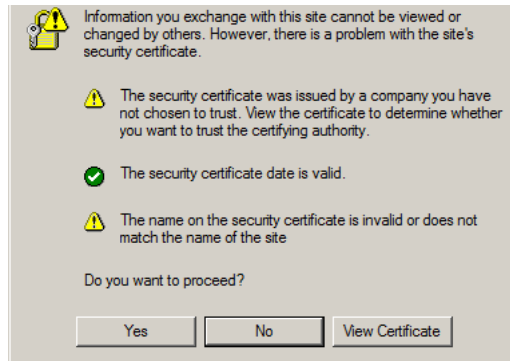 Information you exchange with this site cannot be viewed or
changed by others. However, there is a problem with the site's
security certificate.
The security certificate was issued by a company you have
not chosen to trust. View the certificate to determine whether
you want to trust the certifying authority.
The security certificate date is valid.
The name on the security certificate is invalid or does not
match the name of the site
Do you want to proceed?
Yes No View Certificate